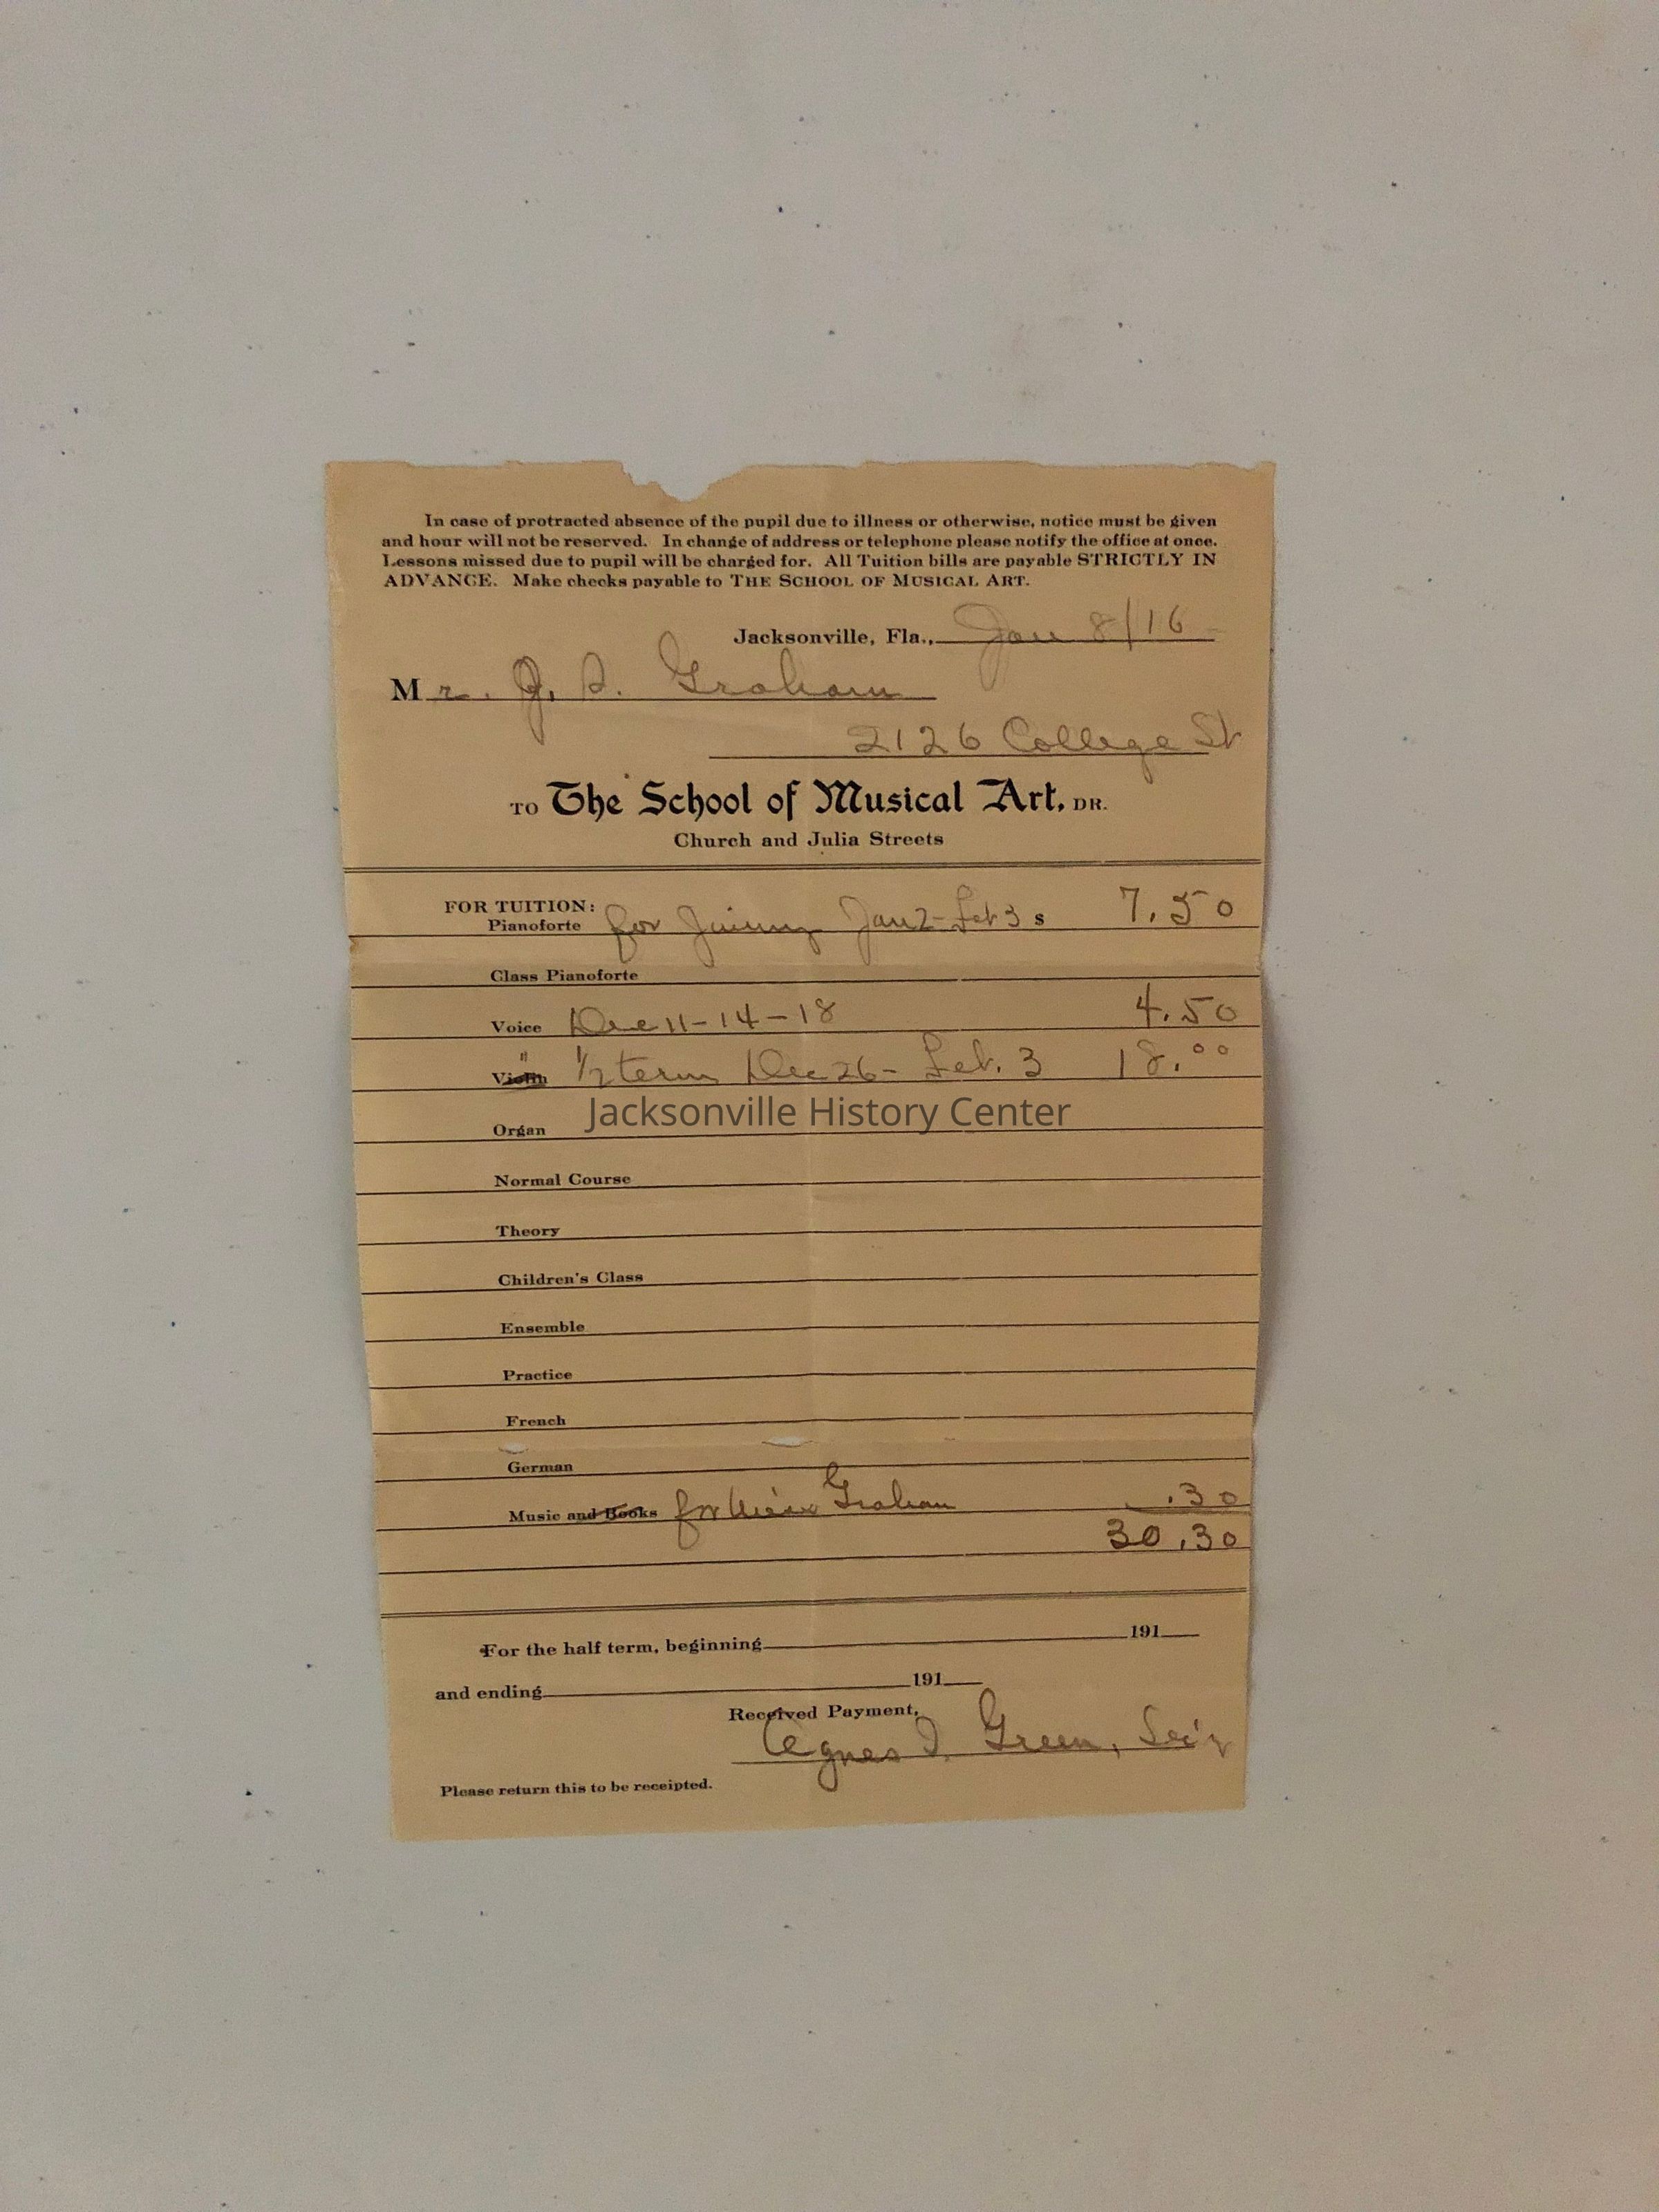 In case of protracted absence of the pupil due to illness or otherwise, notice must be given
and hour will not be reserved. In change of address or telephone please notify the office at once.
Lessons missed due to pupil will be charged for. All Tuition bills are payable STRICTLY IN
ADVANCE. Make checks payable to THE SCHOOL OF MUSICAL ART.
Jacksonville, Fla., Jan 8/16
Mr. J. S. Graham
2126 College St
TO The School of Musical Art, DR.
Church and Julia Streets
FOR TUITION:
Pianoforte for Jan 2 - Feb 3 s 7.50
Class Pianoforte
Voice Dec 11-14-18 4.50
" Violin 1/2 term Dec 26 - Feb. 3 18.00
Jacksonville History Center
Organ
Normal Course
Theory
Children's Class
Ensemble
Practice
French
German
Music and Books for Miss Graham .30
30.30
For the half term, beginning 191
and ending 191
Received Payment,
Agnes I. Green, Sec'y
Please return this to be receipted.